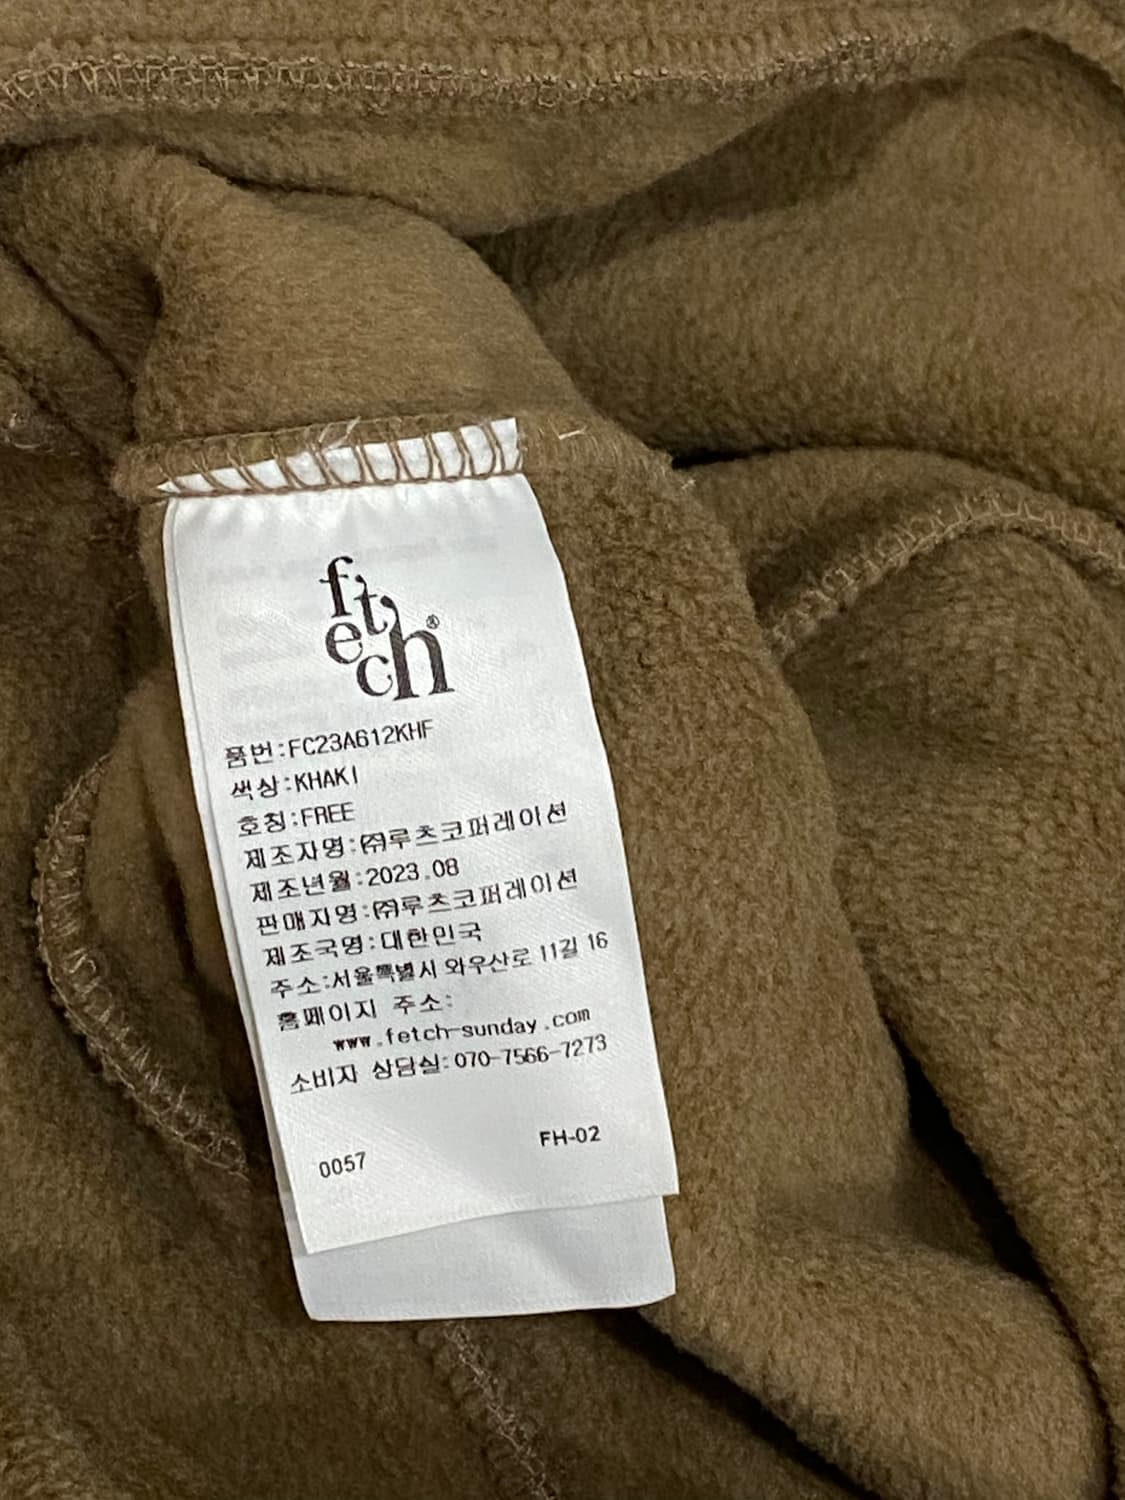 fetch®
품번:FC23A612KHF
색상:KHAKI
호칭:FREE
제조자명:㈜루츠코퍼레이션
제조년월:2023.08
판매자명:㈜루츠코퍼레이션
제조국명:대한민국
주소:서울특별시 와우산로 11길 16
홈페이지 주소:
www.fetch-sunday.com
소비자 상담실:070-7566-7273
FH-02
0057